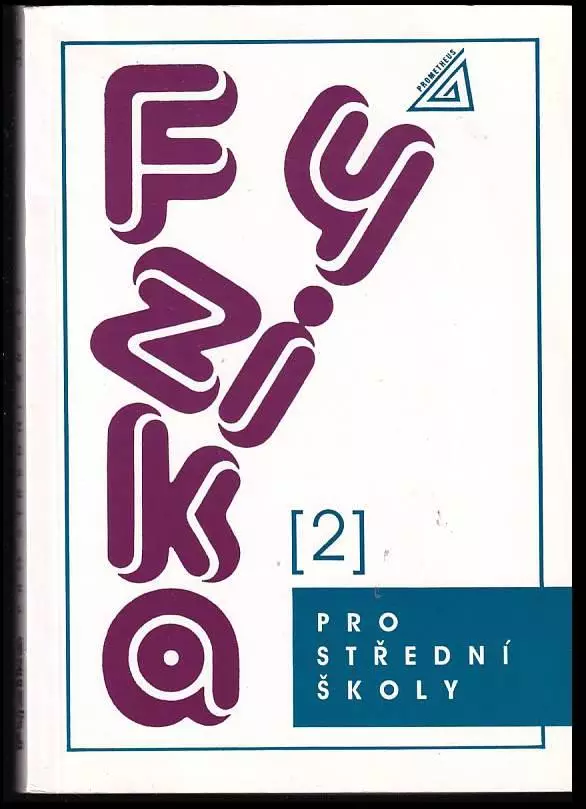 PROMETHEUS
Fyzika
[2]
PRO
STŘEDNÍ
ŠKOLY